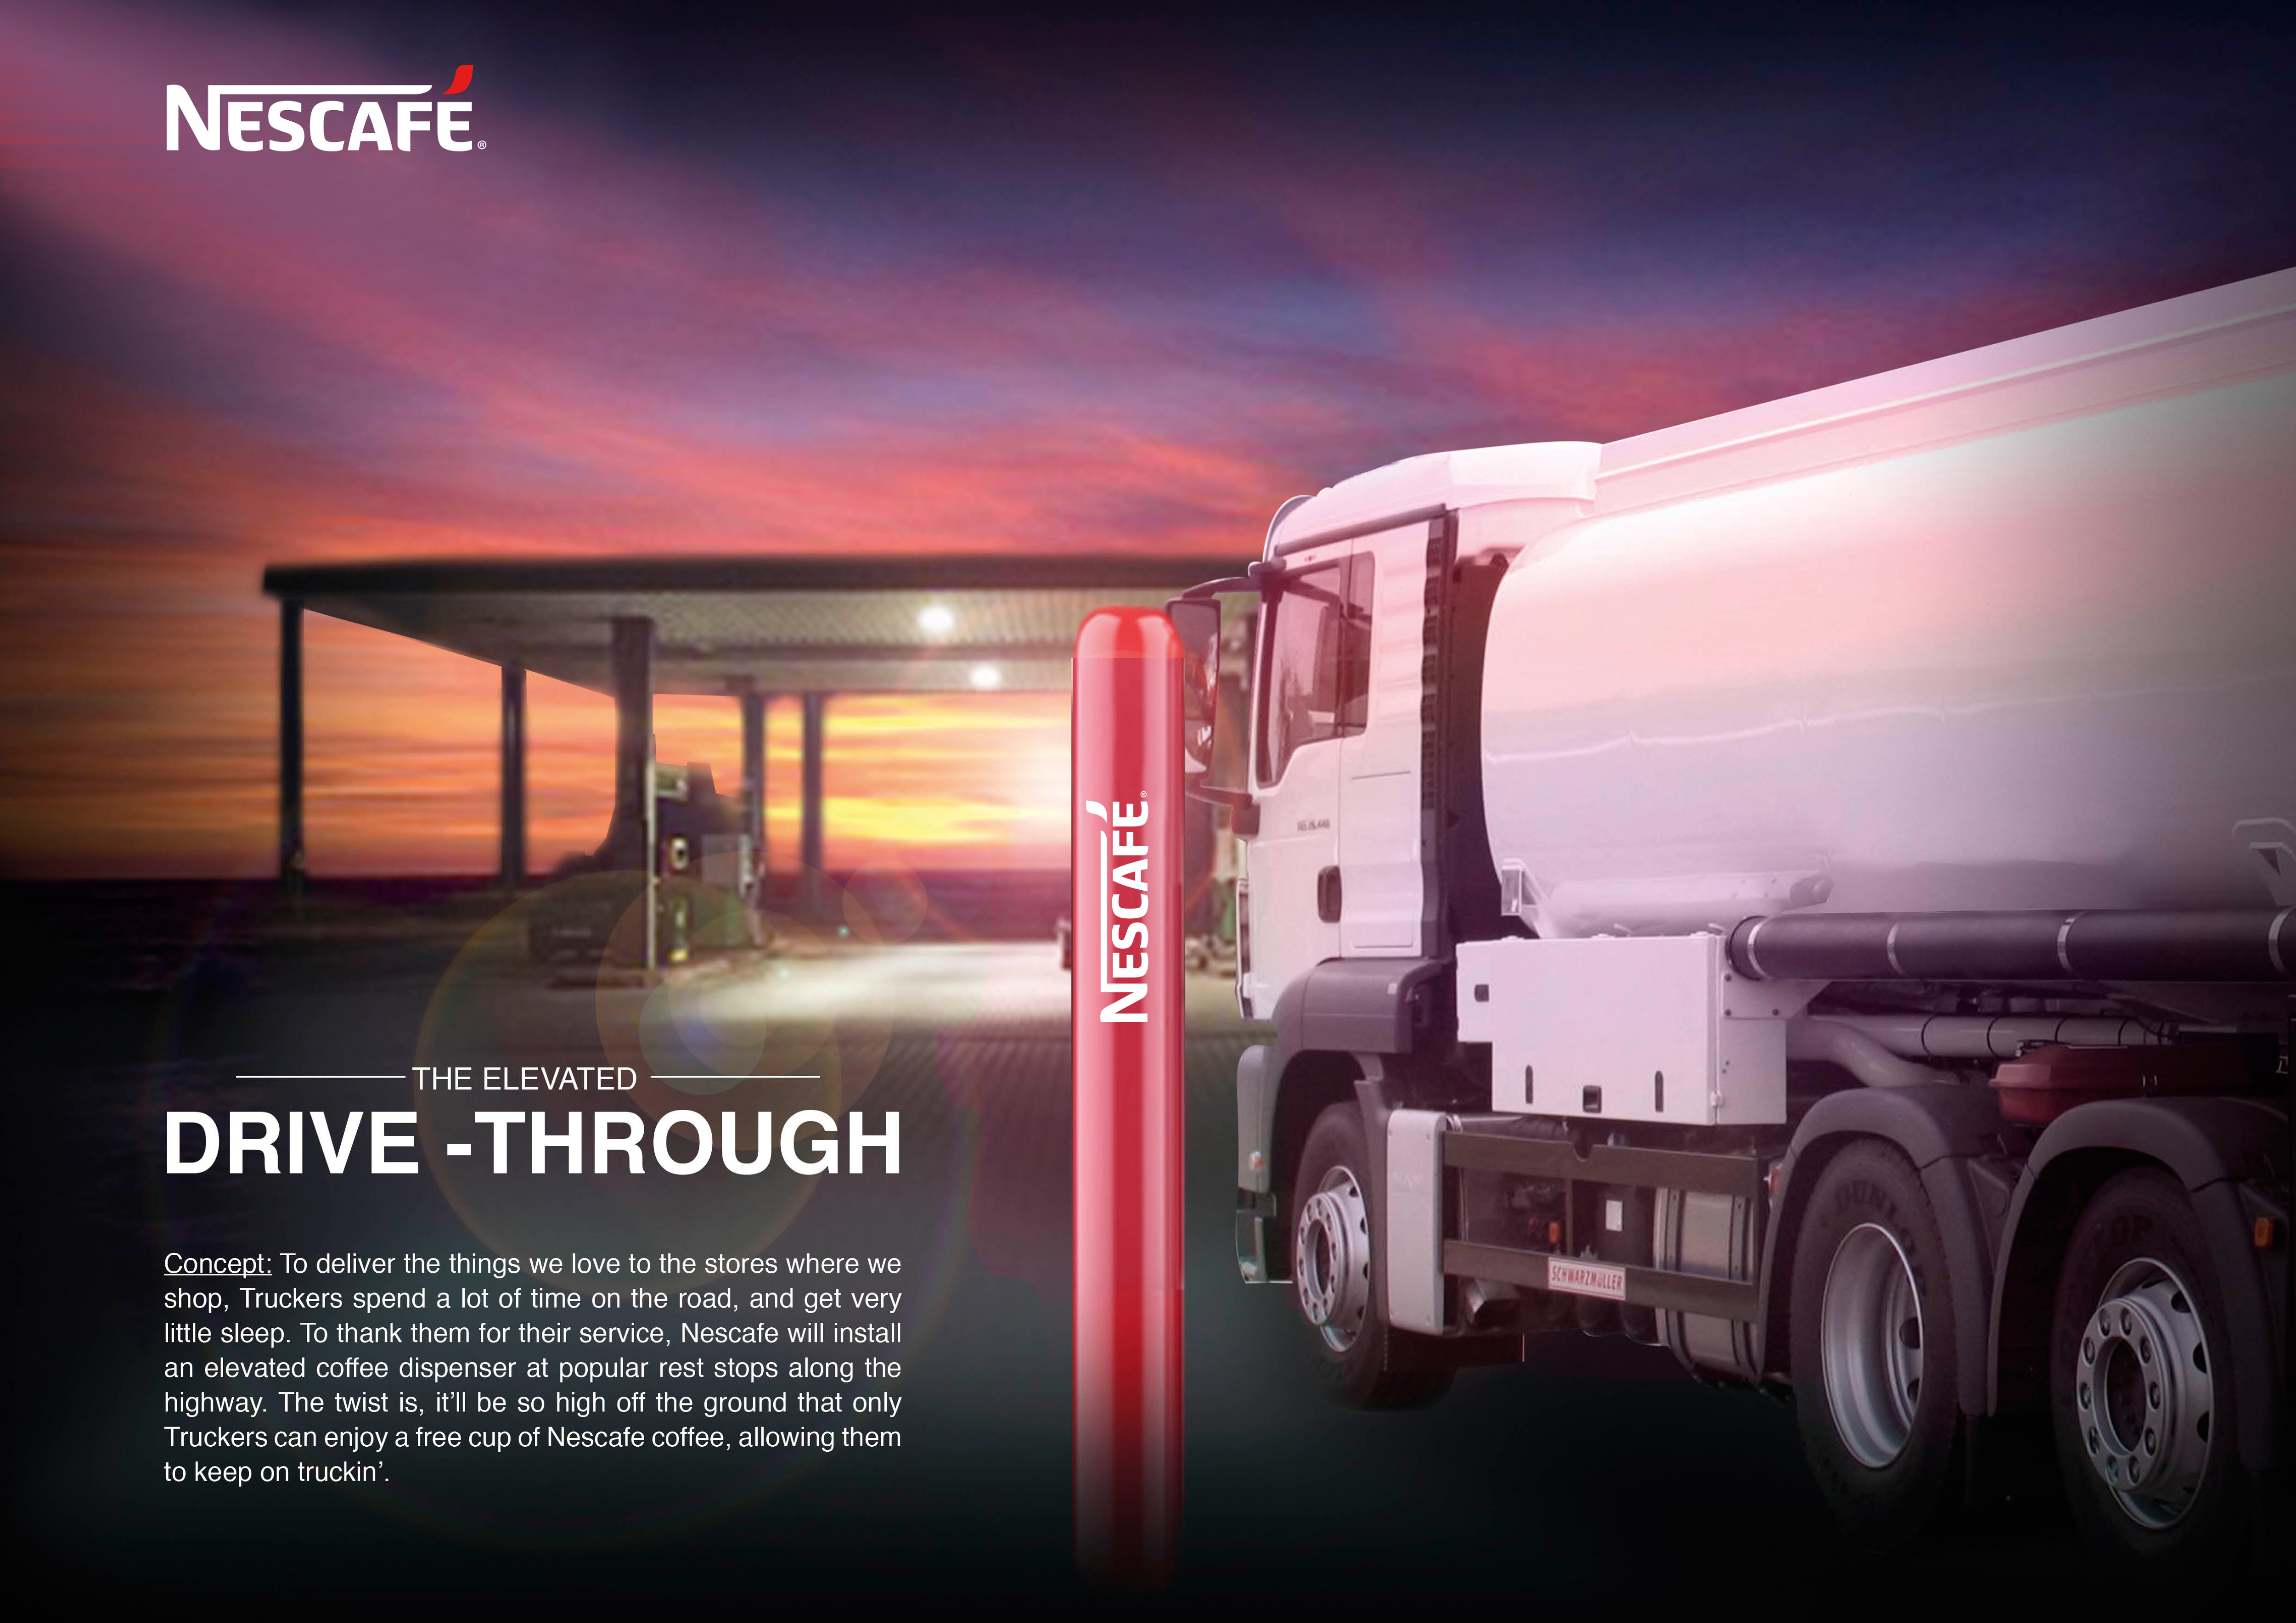 NESCAFÉ®
NESCAFÉ®
THE ELEVATED
DRIVE -THROUGH
Concept: To deliver the things we love to the stores where we
shop, Truckers spend a lot of time on the road, and get very
little sleep. To thank them for their service, Nescafe will install
an elevated coffee dispenser at popular rest stops along the
highway. The twist is, it’ll be so high off the ground that only
Truckers can enjoy a free cup of Nescafe coffee, allowing them
to keep on truckin’.
SCHWARZMÜLLER